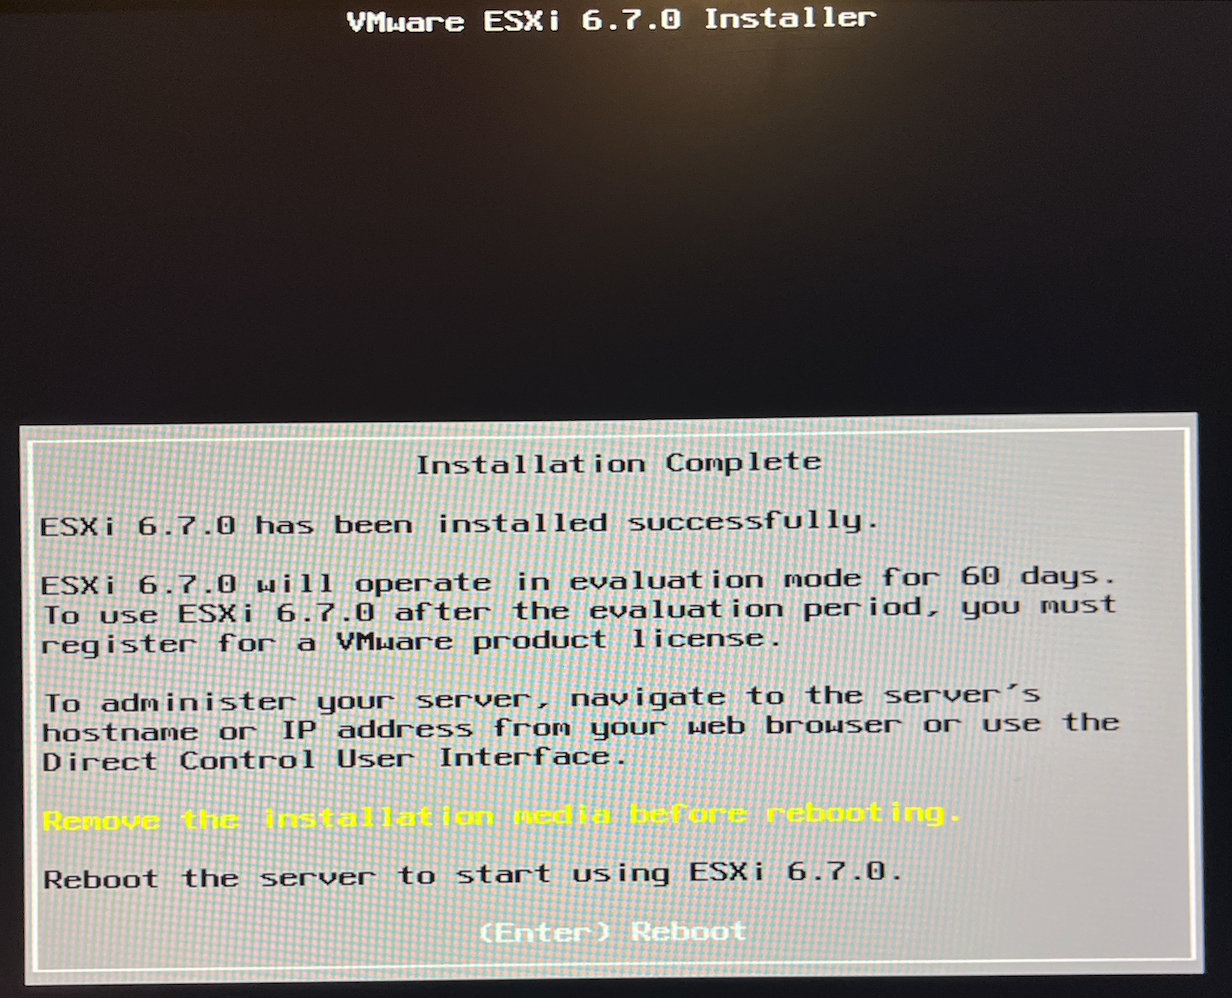 VMware ESXi 6.7.0 Installer
Installation Complete
ESXi 6.7.0 has been installed successfully.
ESXi 6.7.0 will operate in evaluation mode for 60 days.
To use ESXi 6.7.0 after the evaluation period, you must
register for a VMware product license.
To administer your server, navigate to the server's
hostname or IP address from your web browser or use the
Direct Control User Interface.
Remove the installation media before rebooting.
Reboot the server to start using ESXi 6.7.0.
(Enter) Reboot